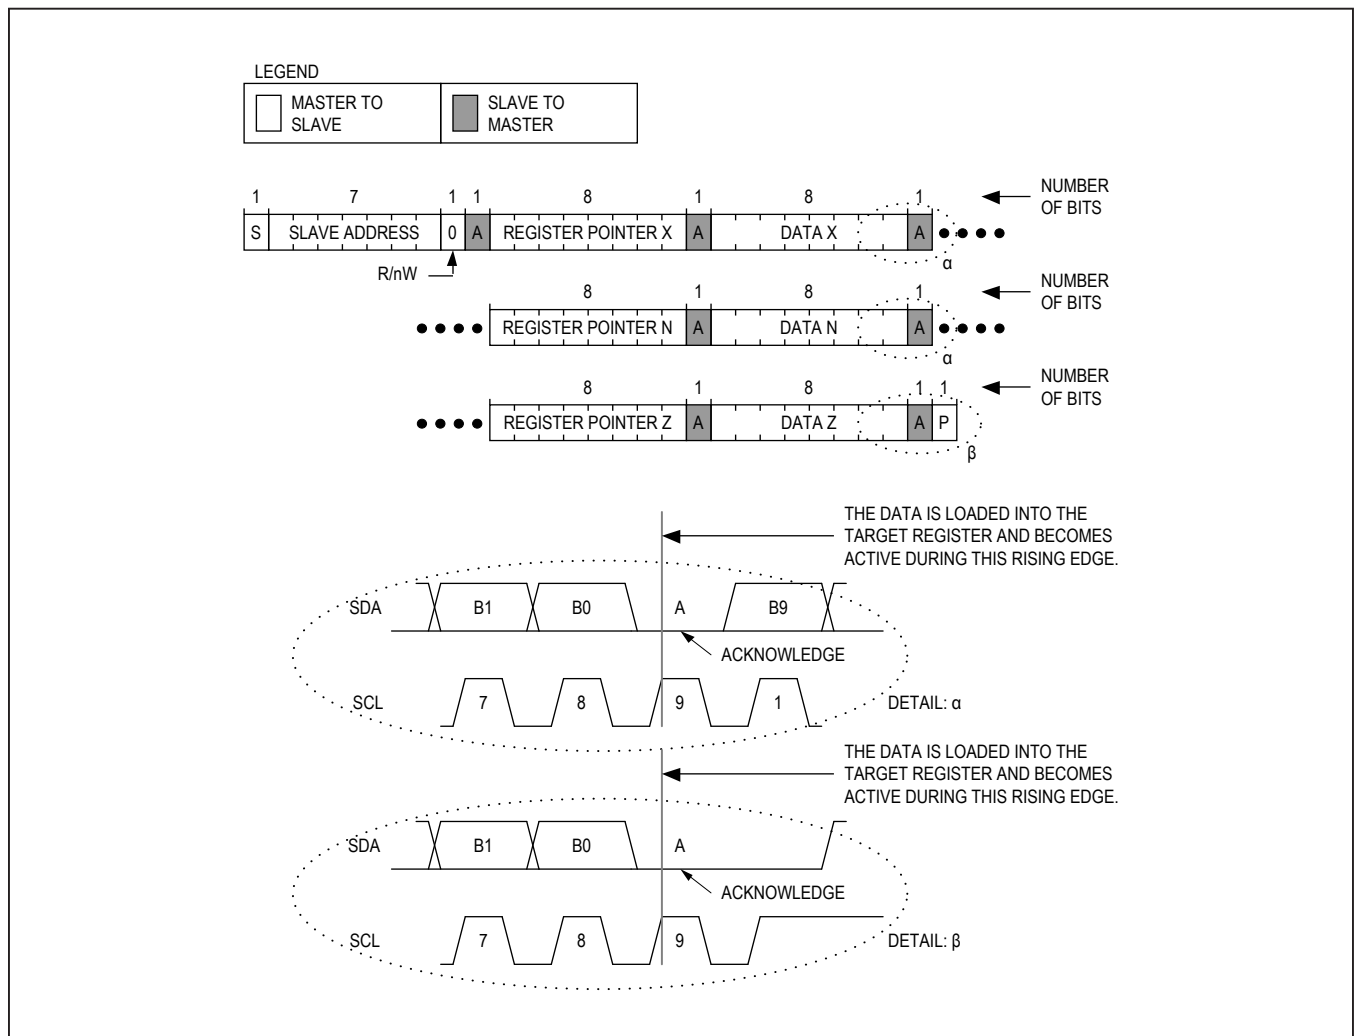 LEGEND
MASTER TO
SLAVE
SLAVE TO
MASTER
1 7 1 1 8 1 8 1
NUMBER
OF BITS
S SLAVE ADDRESS 0 A REGISTER POINTER X A DATA X A
α
R/nW
8 1 8 1
NUMBER
OF BITS
REGISTER POINTER N A DATA N A
α
8 1 8 1 1
NUMBER
OF BITS
REGISTER POINTER Z A DATA Z A P
β
THE DATA IS LOADED INTO THE
TARGET REGISTER AND BECOMES
ACTIVE DURING THIS RISING EDGE.
SDA B1 B0 A B9
ACKNOWLEDGE
SCL 7 8 9 1 DETAIL: α
THE DATA IS LOADED INTO THE
TARGET REGISTER AND BECOMES
ACTIVE DURING THIS RISING EDGE.
SDA B1 B0 A
ACKNOWLEDGE
SCL 7 8 9 DETAIL: β